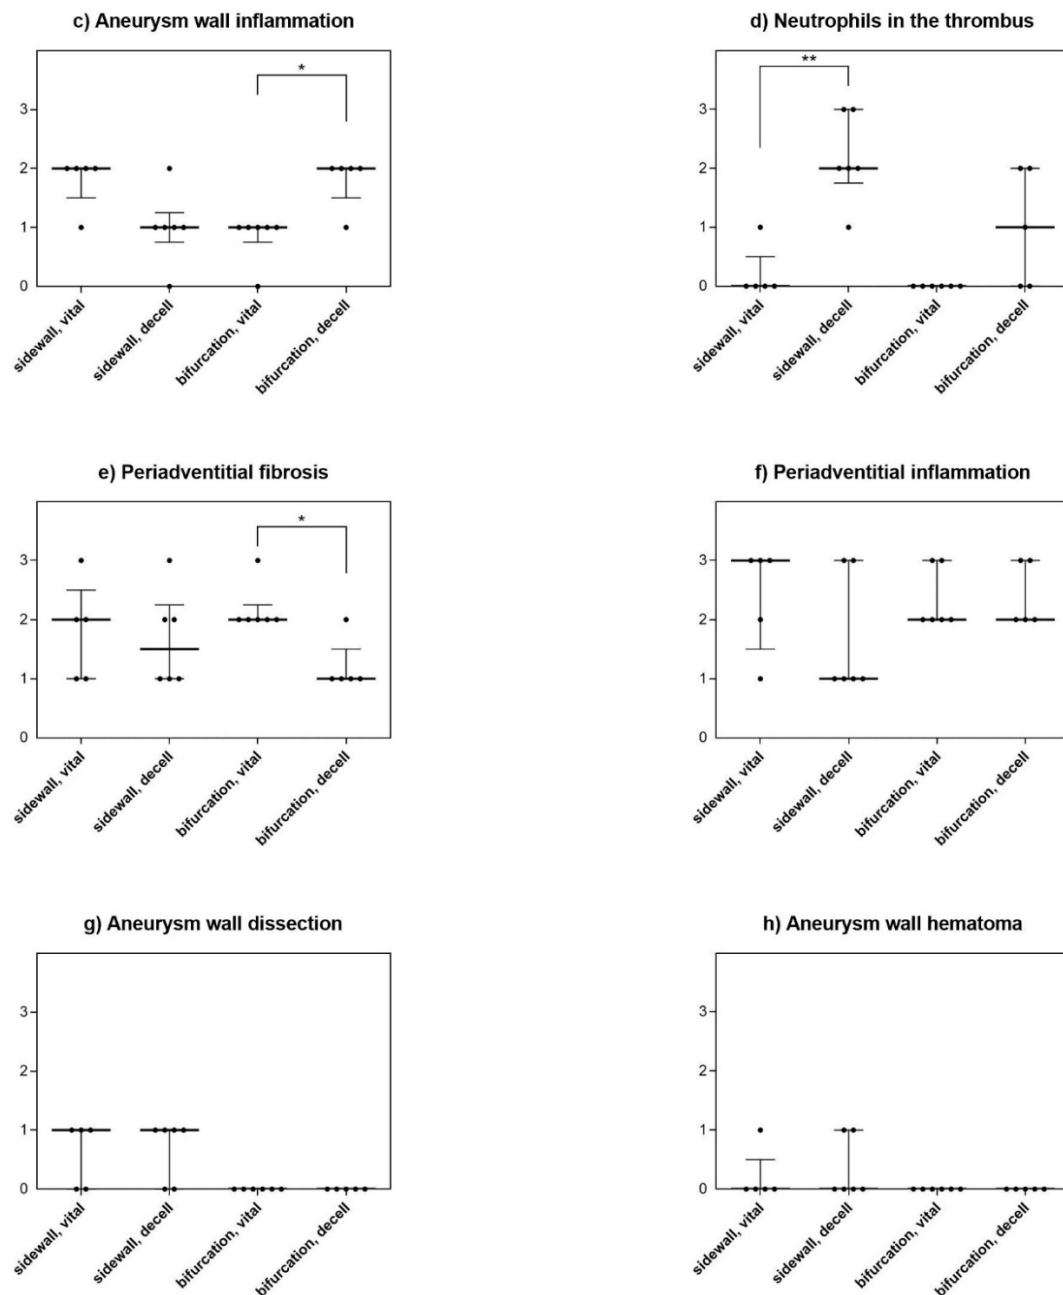 c) Aneurysm wall inflammation
*
3
2
1
0
sidewall, vital
sidewall, decell
bifurcation, vital
bifurcation, decell
d) Neutrophils in the thrombus
**
3
2
1
0
sidewall, vital
sidewall, decell
bifurcation, vital
bifurcation, decell
e) Periadventitial fibrosis
*
3
2
1
0
sidewall, vital
sidewall, decell
bifurcation, vital
bifurcation, decell
f) Periadventitial inflammation
3
2
1
0
sidewall, vital
sidewall, decell
bifurcation, vital
bifurcation, decell
g) Aneurysm wall dissection
3
2
1
0
sidewall, vital
sidewall, decell
bifurcation, vital
bifurcation, decell
h) Aneurysm wall hematoma
3
2
1
0
sidewall, vital
sidewall, decell
bifurcation, vital
bifurcation, decell